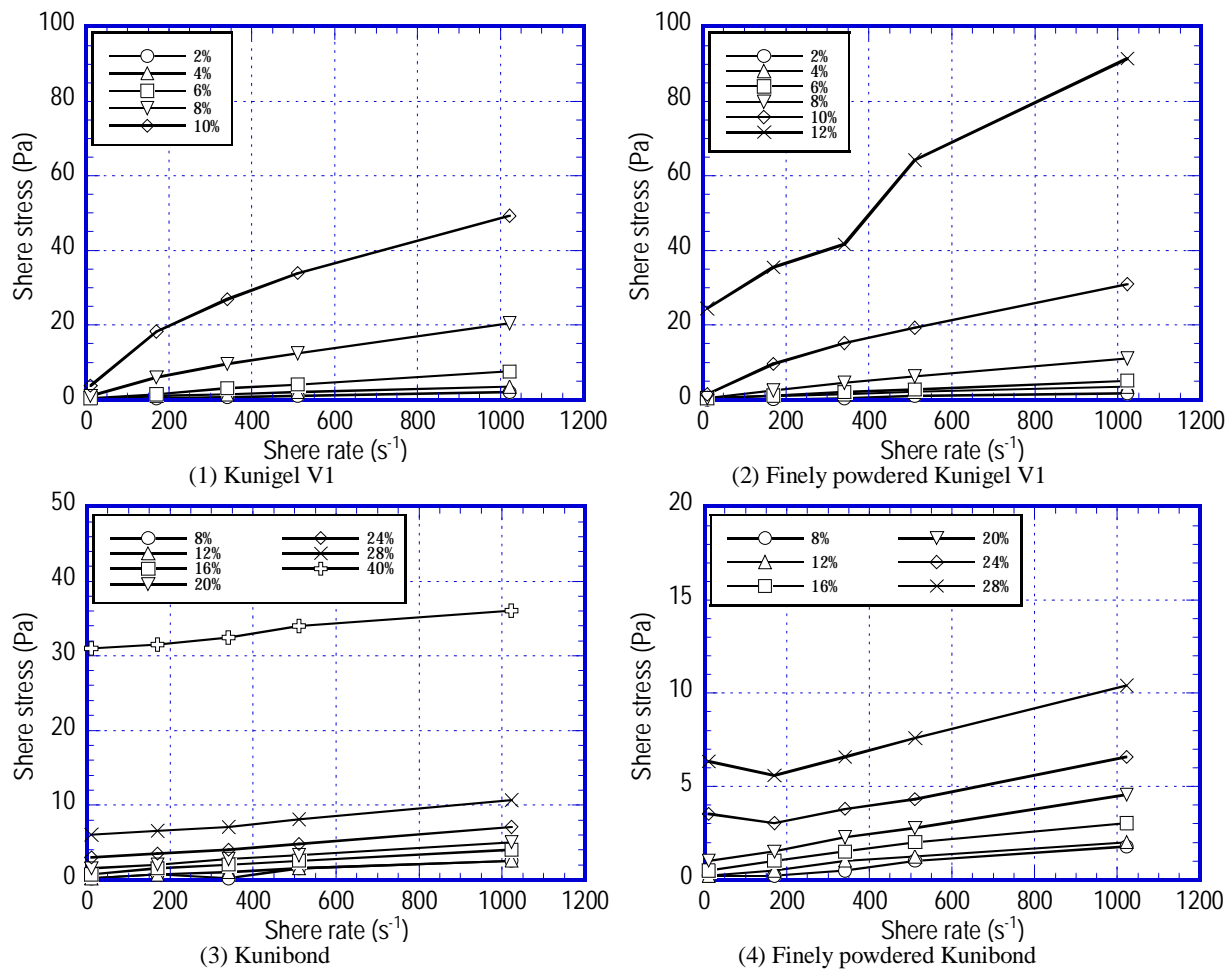 100
80
60
40
20
0
Shere stress (Pa)
2%
4%
6%
8%
10%
0 200 400 600 800 1000 1200
Shere rate (s-1)
(1) Kunigel V1
100
80
60
40
20
0
Shere stress (Pa)
2%
4%
6%
8%
10%
12%
0 200 400 600 800 1000 1200
Shere rate (s-1)
(2) Finely powdered Kunigel V1
50
40
30
20
10
0
Shere stress (Pa)
8% 24%
12% 28%
16% 40%
20%
0 200 400 600 800 1000 1200
Shere rate (s-1)
(3) Kunibond
20
15
10
5
0
Shere stress (Pa)
8% 20%
12% 24%
16% 28%
0 200 400 600 800 1000 1200
Shere rate (s-1)
(4) Finely powdered Kunibond